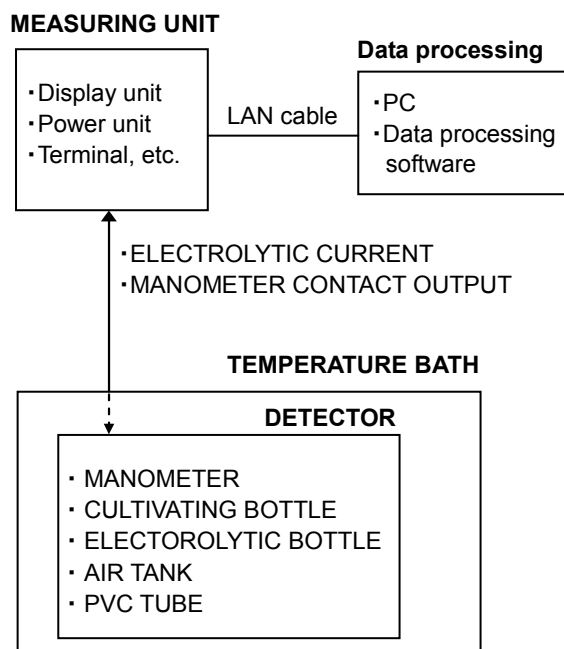 MEASURING UNIT
・Display unit
・Power unit
・Terminal, etc.
LAN cable
Data processing
・PC
・Data processing
software
・ELECTROLYTIC CURRENT
・MANOMETER CONTACT OUTPUT
TEMPERATURE BATH
DETECTOR
・MANOMETER
・CULTIVATING BOTTLE
・ELECTOROLYTIC BOTTLE
・AIR TANK
・PVC TUBE